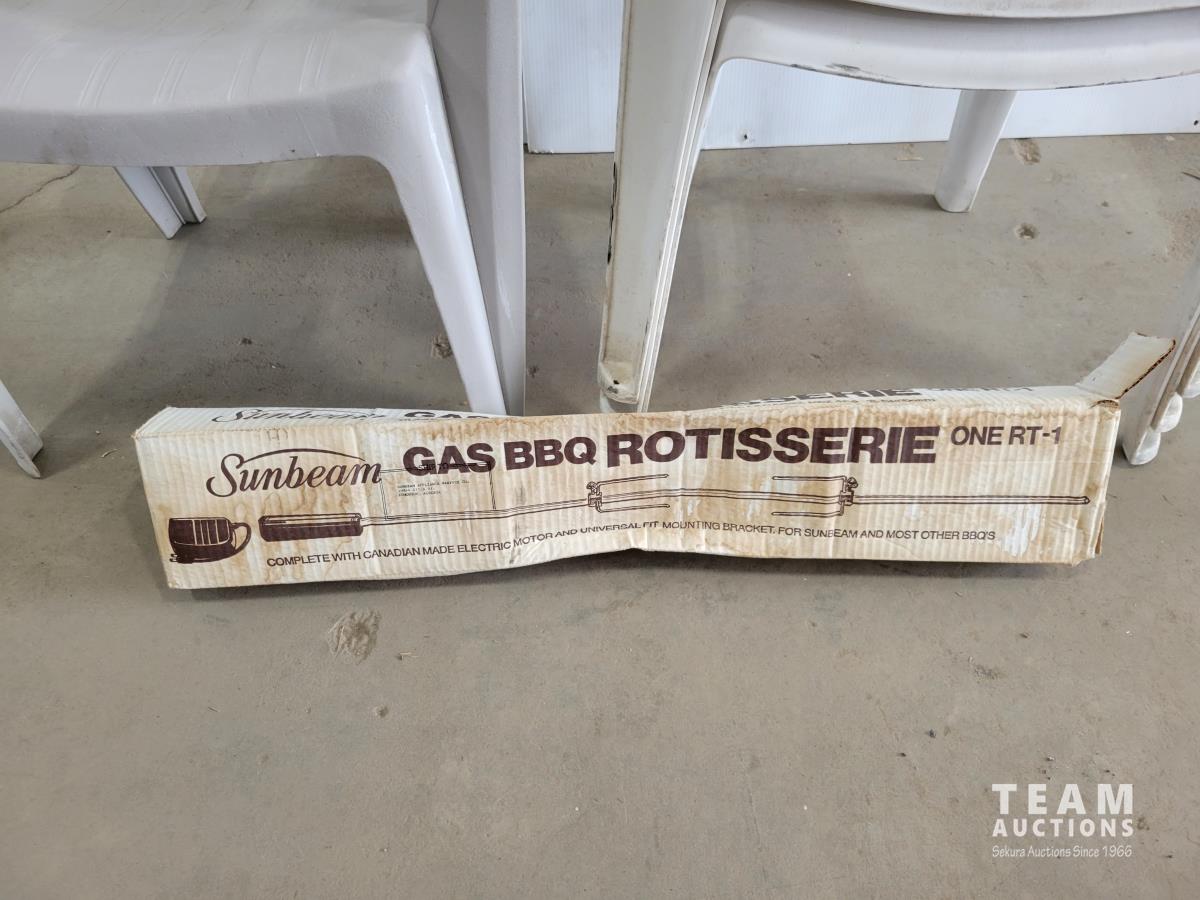 Sunbeam
Sunbeam GAS BBQ ROTISSERIE ONE RT-1
COMPLETE WITH CANADIAN MADE ELECTRIC MOTOR AND UNIVERSAL FIT MOUNTING BRACKET. FOR SUNBEAM AND MOST OTHER BBQ'S
TEAM
AUCTIONS
Sekura Auctions Since 1966